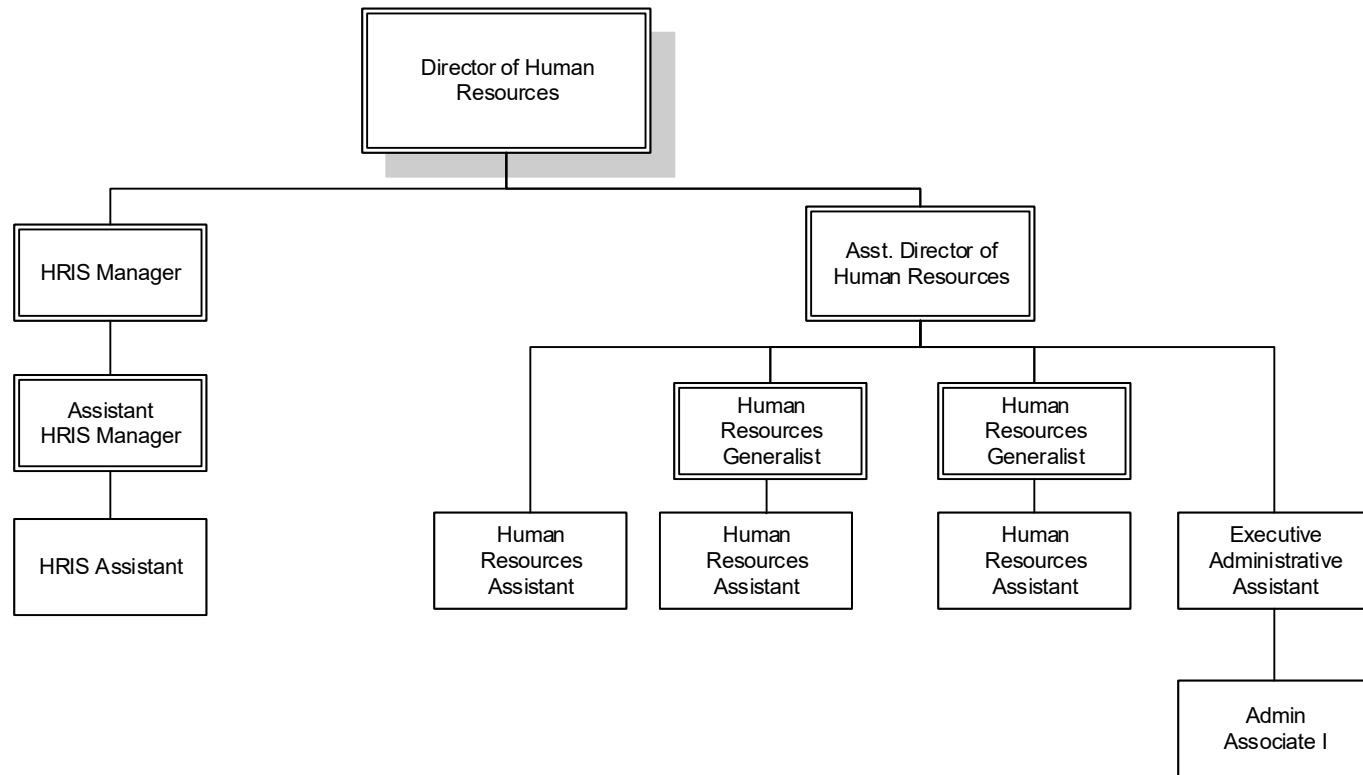 Director of Human
Resources
HRIS Manager
Asst. Director of
Human Resources
Assistant
HRIS Manager
Human
Resources
Generalist
Human
Resources
Generalist
HRIS Assistant
Human
Resources
Assistant
Human
Resources
Assistant
Human
Resources
Assistant
Executive
Administrative
Assistant
Admin
Associate I